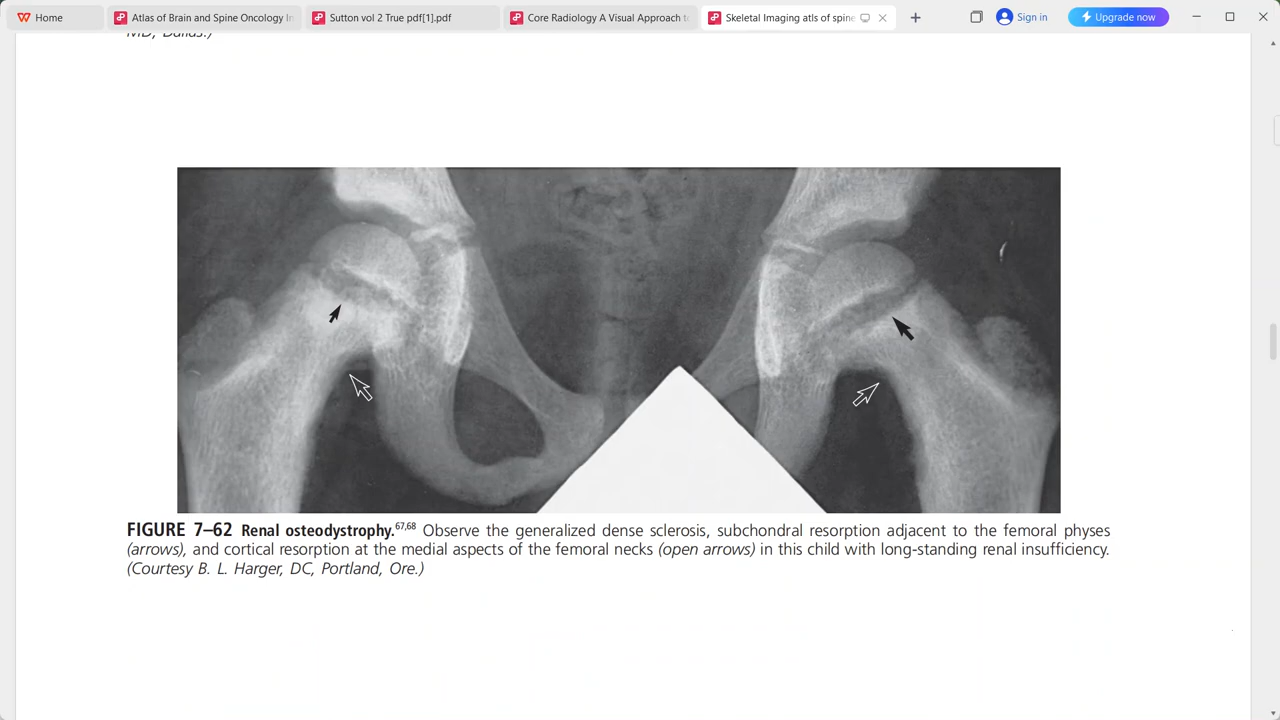 Home
Atlas of Brain and Spine Oncology I
Sutton vol 2 True pdf[1].pdf
Core Radiology A Visual Approach t
Skeletal Imaging atls of spine
Sign in
Upgrade now
MD, Dallas.)
FIGURE 7–62 Renal osteodystrophy.67,68 Observe the generalized dense sclerosis, subchondral resorption adjacent to the femoral physes
(arrows), and cortical resorption at the medial aspects of the femoral necks (open arrows) in this child with long-standing renal insufficiency.
(Courtesy B. L. Harger, DC, Portland, Ore.)